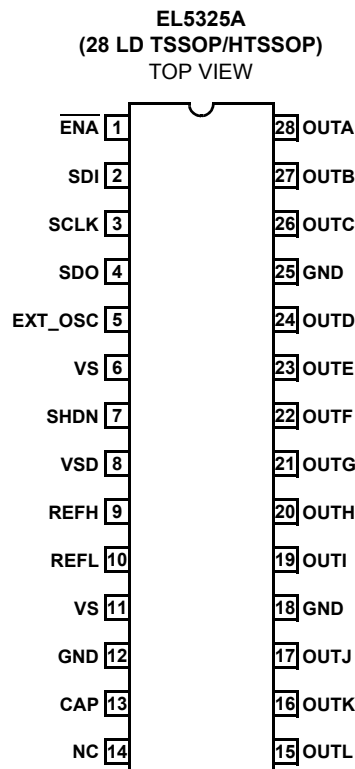 EL5325A
(28 LD TSSOP/HTSSOP)
TOP VIEW
ENA 1 28 OUTA
SDI 2 27 OUTB
SCLK 3 26 OUTC
SDO 4 25 GND
EXT_OSC 5 24 OUTD
VS 6 23 OUTE
SHDN 7 22 OUTF
VSD 8 21 OUTG
REFH 9 20 OUTH
REFL 10 19 OUTI
VS 11 18 GND
GND 12 17 OUTJ
CAP 13 16 OUTK
NC 14 15 OUTL